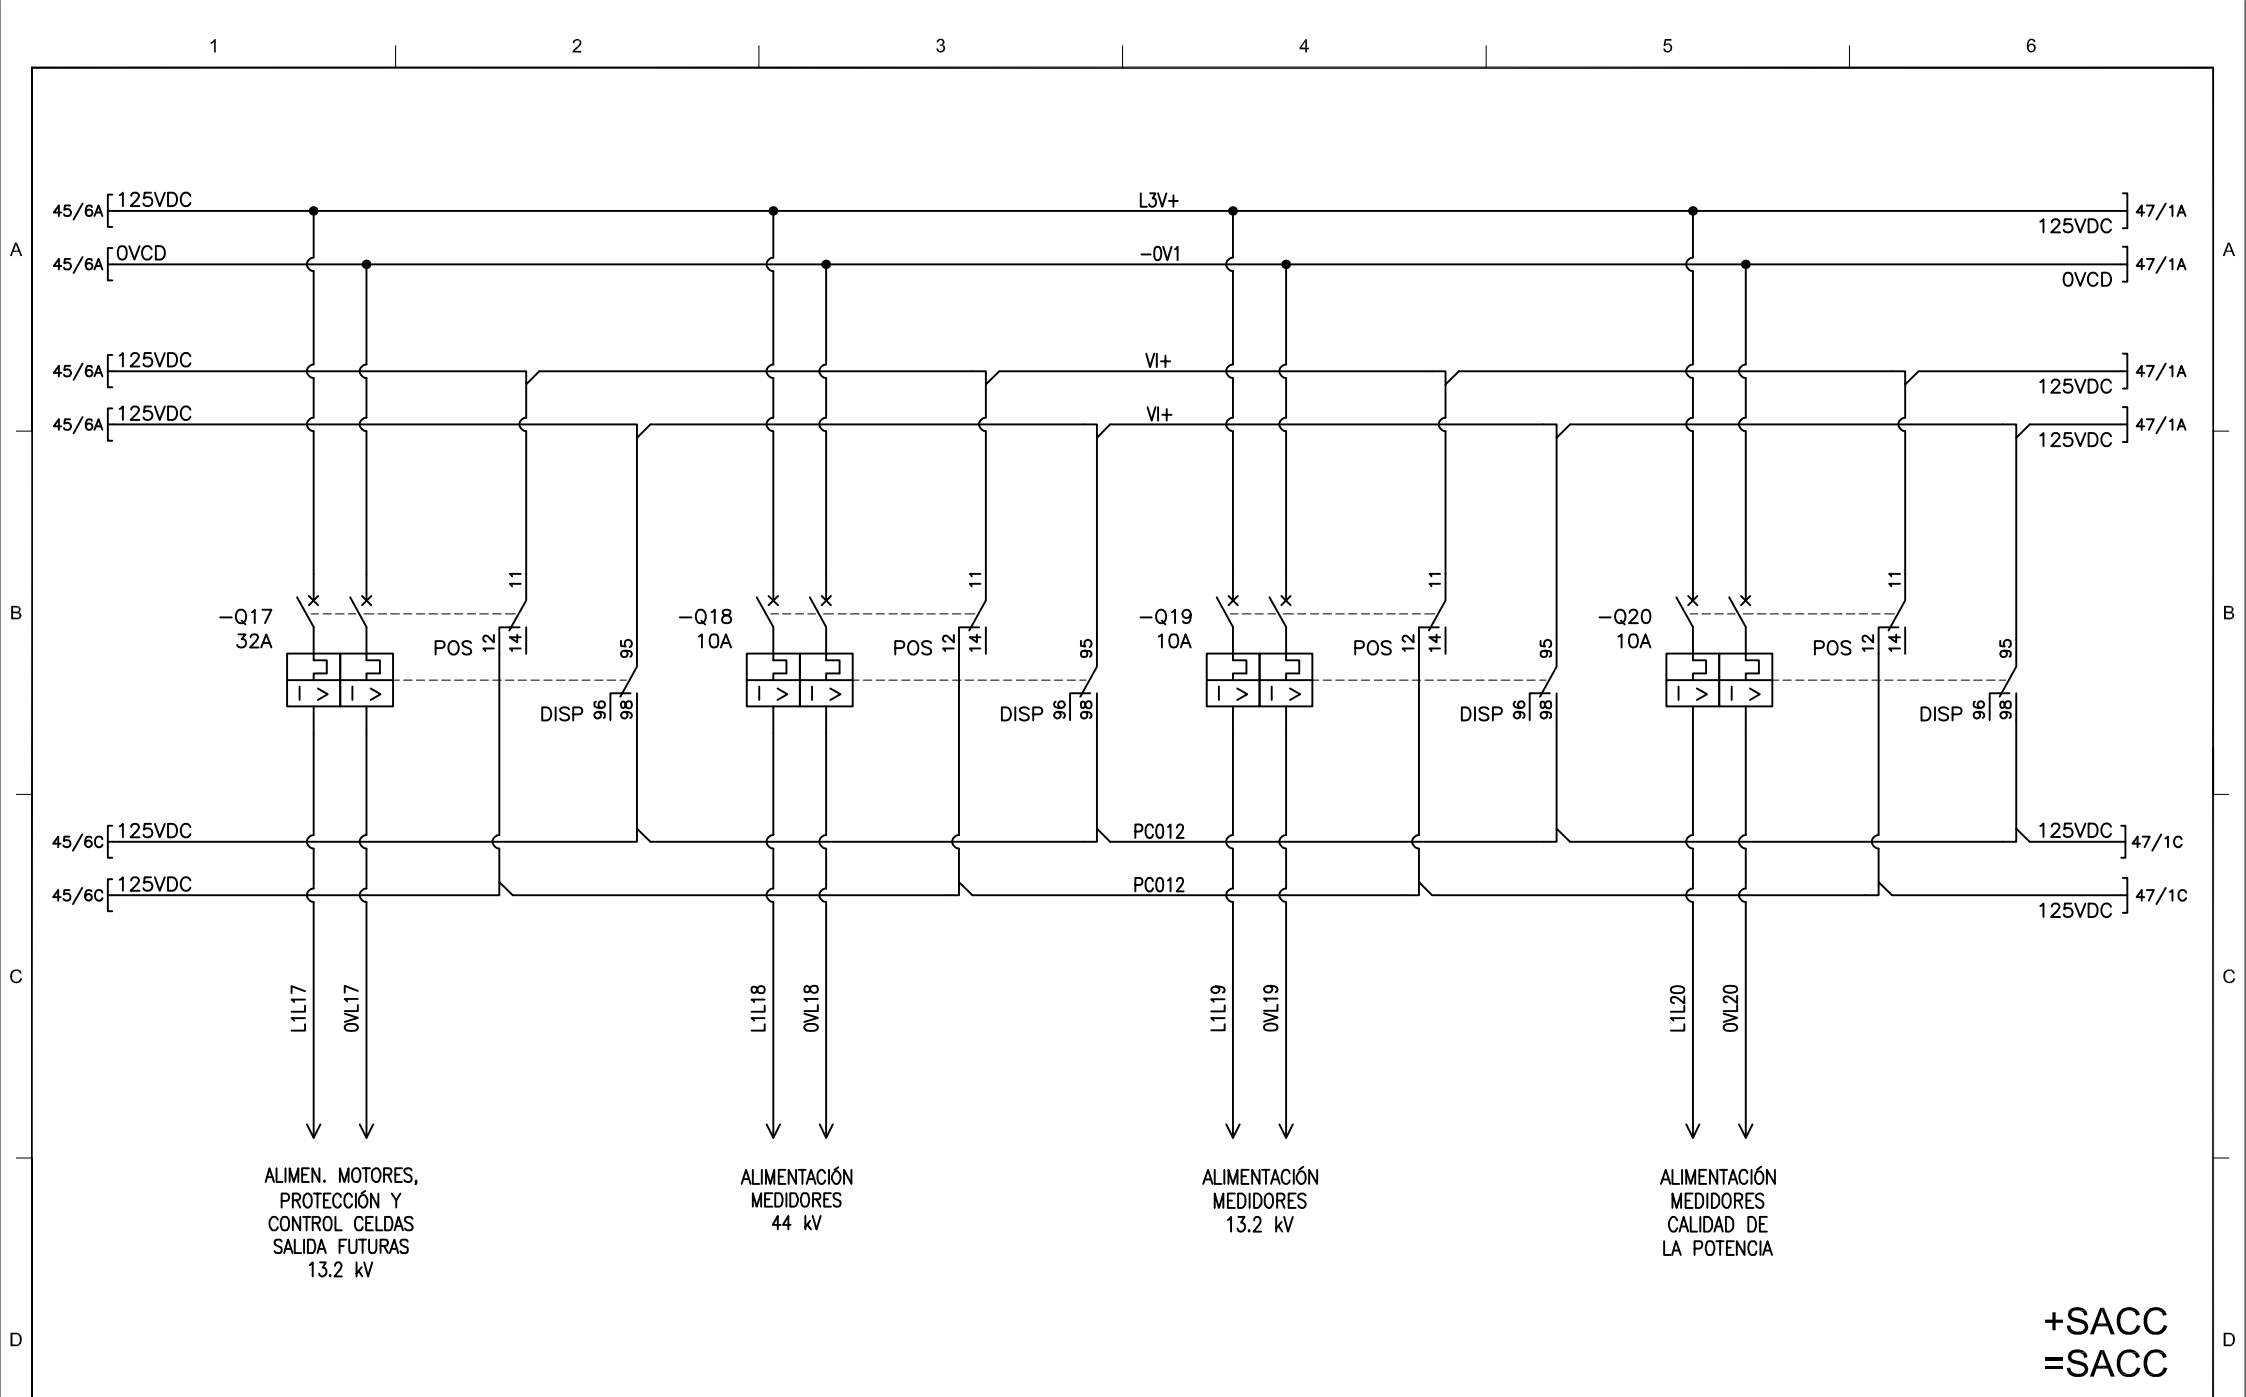 1 2 3 4 5 6
45/6A 125VDC L3V+ 125VDC 47/1A
A 45/6A 0VCD -0V1 0VCD 47/1A A
45/6A 125VDC VI+ 125VDC 47/1A
45/6A 125VDC VI+ 125VDC 47/1A
11 11 11 11
B -Q17 -Q18 -Q19 -Q20 B
32A 10A 10A 10A
POS 12 14 95 POS 12 14 95 POS 12 14 95 POS 12 14 95
I > I > I > I > I > I > I > I >
DISP 96 98 DISP 96 98 DISP 96 98 DISP 96 98
45/6C 125VDC PC012 125VDC 47/1C
45/6C 125VDC PC012 125VDC 47/1C
C C
L1L17 0VL17 L1L18 0VL18 L1L19 0VL19 L1L20 0VL20
ALIMEN. MOTORES,
PROTECCIÓN Y
CONTROL CELDAS
SALIDA FUTURAS
13.2 kV
ALIMENTACIÓN
MEDIDORES
44 kV
ALIMENTACIÓN
MEDIDORES
13.2 kV
ALIMENTACIÓN
MEDIDORES
CALIDAD DE
LA POTENCIA
D D
+SACC
=SACC